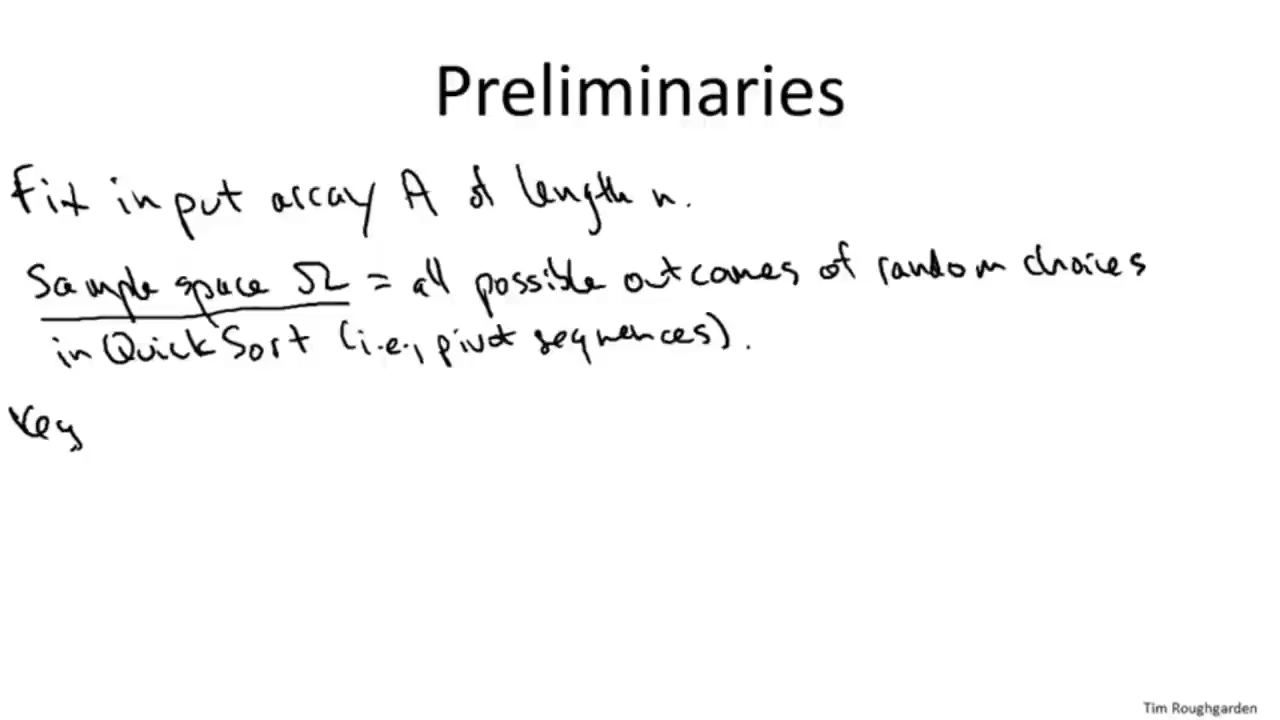 Preliminaries
Fix input array A of length n.
Sample space Ω = all possible outcomes of random choices
in QuickSort (i.e., pivot sequences).
Key
Tim Roughgarden